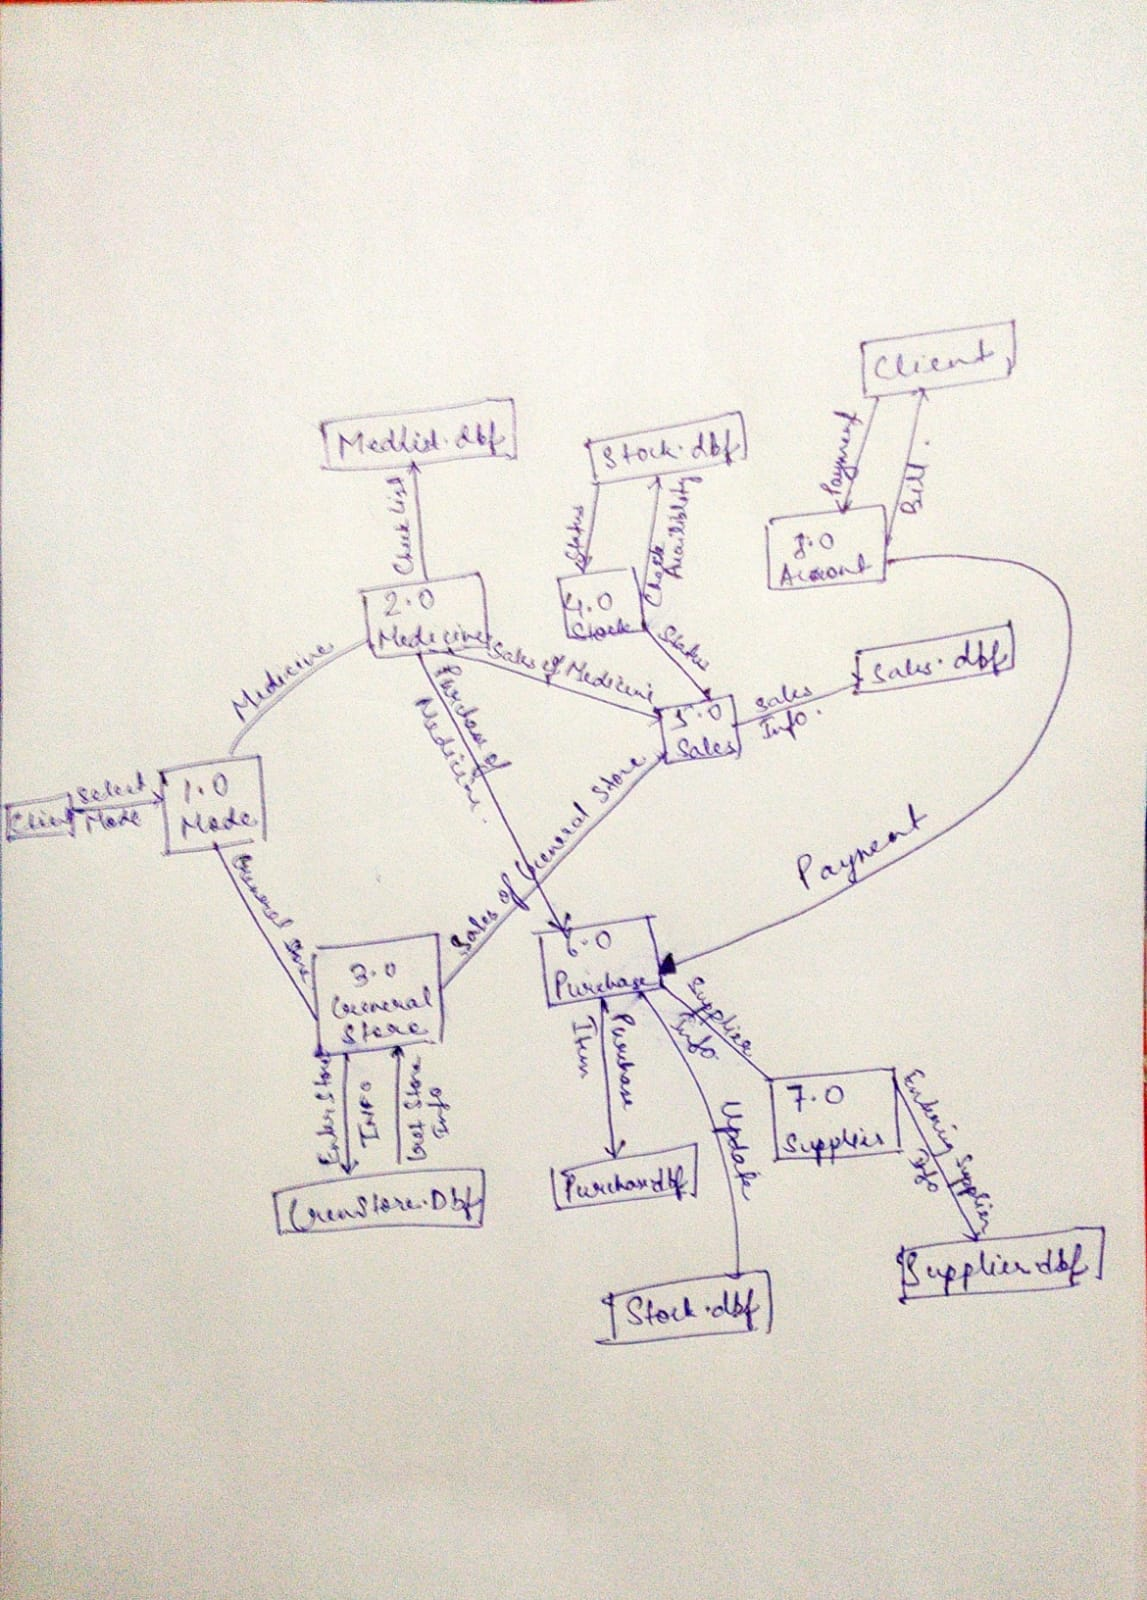 Client
Medlist.dbf
Stock.dbf
Payment
Bill.
Check List
Status
Check
Availiblity
8.0
Account
2.0
Medicine
4.0
Stock
Medicine
Sales of Medicine
Status
Sales.dbf
Purchase of
Medicine.
5.0
Sales
Sales
Info.
Client
Select
Mode
1.0
Mode
General Store
Sales of General Store
Payment
3.0
General
Store
6.0
Purchase
Supplier
Info
Enter Store
INFO
Get Store
Info
Item
Purchase
Update
7.0
Supplier
Entering Supplier
Info
GenStore.Dbf
Purchase.dbf
Supplier.dbf
Stock.dbf